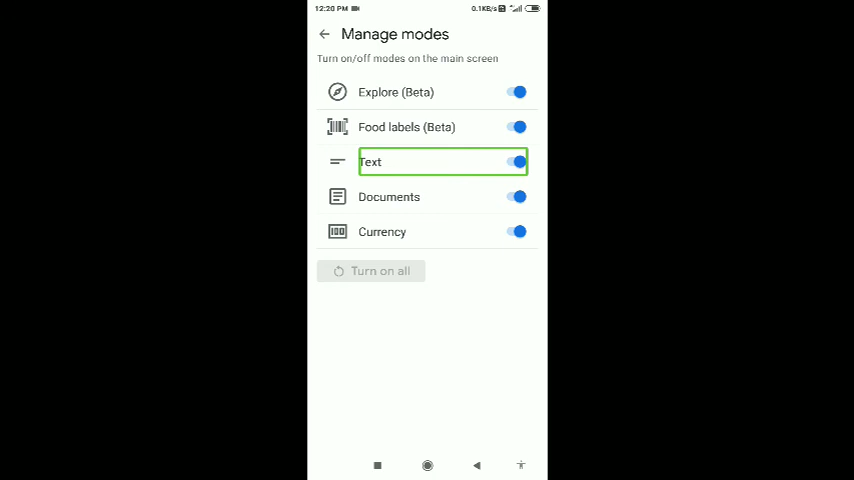 12:20 PM
0.1KB/s
Manage modes
Turn on/off modes on the main screen
Explore (Beta)
Food labels (Beta)
Text
Documents
Currency
Turn on all